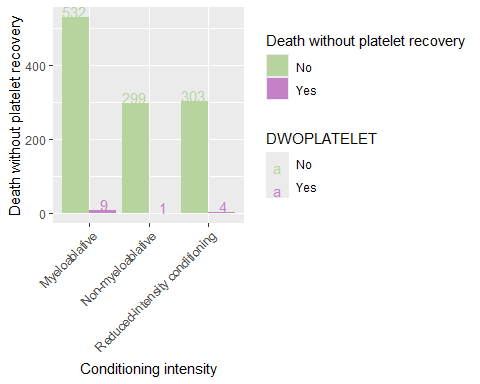 Death without platelet recovery
400
200
0
532
9
299
1
303
4
Myeloablative
Non-myeloablative
Reduced-intensity conditioning
Conditioning intensity
Death without platelet recovery
No
Yes
DWOPLATELET
a No
a Yes